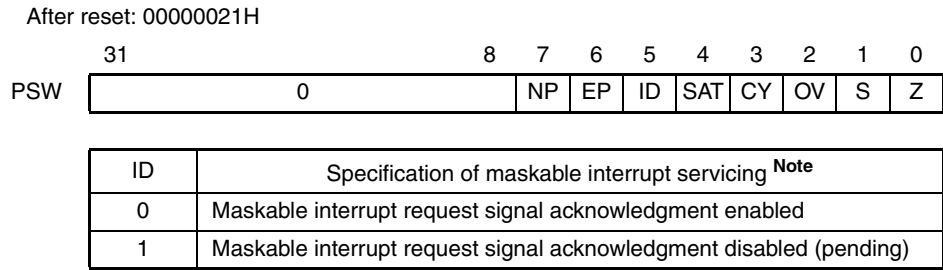 After reset: 00000021H
31 8 7 6 5 4 3 2 1 0
PSW 0 NP EP ID SAT CY OV S Z
ID Specification of maskable interrupt servicing Note
0 Maskable interrupt request signal acknowledgment enabled
1 Maskable interrupt request signal acknowledgment disabled (pending)